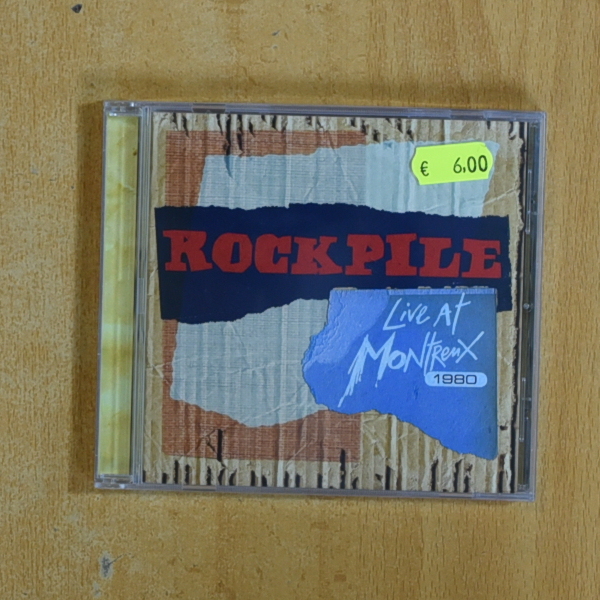 € 6,00
ROCKPILE
Live At
Montreux
1980